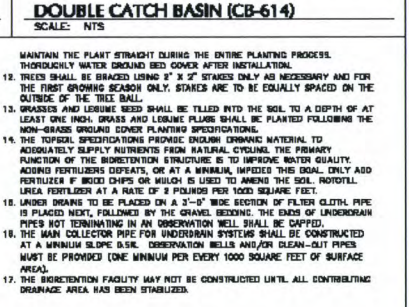 DOUBLE CATCH BASIN (CB-614)
SCALE: NTS
MAINTAIN THE PLANT STRAIGHT DURING THE ENTIRE PLANTING PROCESS.
THOROUGHLY WATER GROUND BED COVER AFTER INSTALLATION.
12. TREES SHALL BE BRACED USING 2" X 2" STAKES ONLY AS NECESSARY AND FOR
THE FIRST GROWING SEASON ONLY. STAKES ARE TO BE EQUALLY SPACED ON THE
OUTSIDE OF THE TREE BALL.
13. GRASSES AND LEGUME SEED SHALL BE TILLED INTO THE SOIL TO A DEPTH OF AT
LEAST ONE INCH. GRASS AND LEGUME PLUGS SHALL BE PLANTED FOLLOWING THE
NON-GRASS GROUND COVER PLANTING SPECIFICATIONS.
14. THE TOPSOIL SPECIFICATIONS PROVIDE ENOUGH ORGANIC MATERIAL TO
ADEQUATELY SUPPLY NUTRIENTS FROM NATURAL CYCLING. THE PRIMARY
FUNCTION OF THE BIORETENTION STRUCTURE IS TO IMPROVE WATER QUALITY.
ADDING FERTILIZERS DEFEATS, OR AT A MINIMUM, IMPEDES THIS GOAL. ONLY ADD
FERTILIZER IF WOOD CHIPS OR MULCH IS USED TO AMEND THE SOIL. ROTOTILL
UREA FERTILIZER AT A RATE OF 2 POUNDS PER 1000 SQUARE FEET.
15. UNDER DRAINS TO BE PLACED ON A 3'-0" WIDE SECTION OF FILTER CLOTH. PIPE
IS PLACED NEXT, FOLLOWED BY THE GRAVEL BEDDING. THE ENDS OF UNDERDRAIN
PIPES NOT TERMINATING IN AN OBSERVATION WELL SHALL BE CAPPED.
16. THE MAIN COLLECTOR PIPE FOR UNDERDRAIN SYSTEMS SHALL BE CONSTRUCTED
AT A MINIMUM SLOPE 0.5%. OBSERVATION WELLS AND/OR CLEAN-OUT PIPES
MUST BE PROVIDED (ONE MINIMUM PER EVERY 1000 SQUARE FEET OF SURFACE
AREA).
17. THE BIORETENTION FACILITY MAY NOT BE CONSTRUCTED UNTIL ALL CONTRIBUTING
DRAINAGE AREA HAS BEEN STABILIZED.